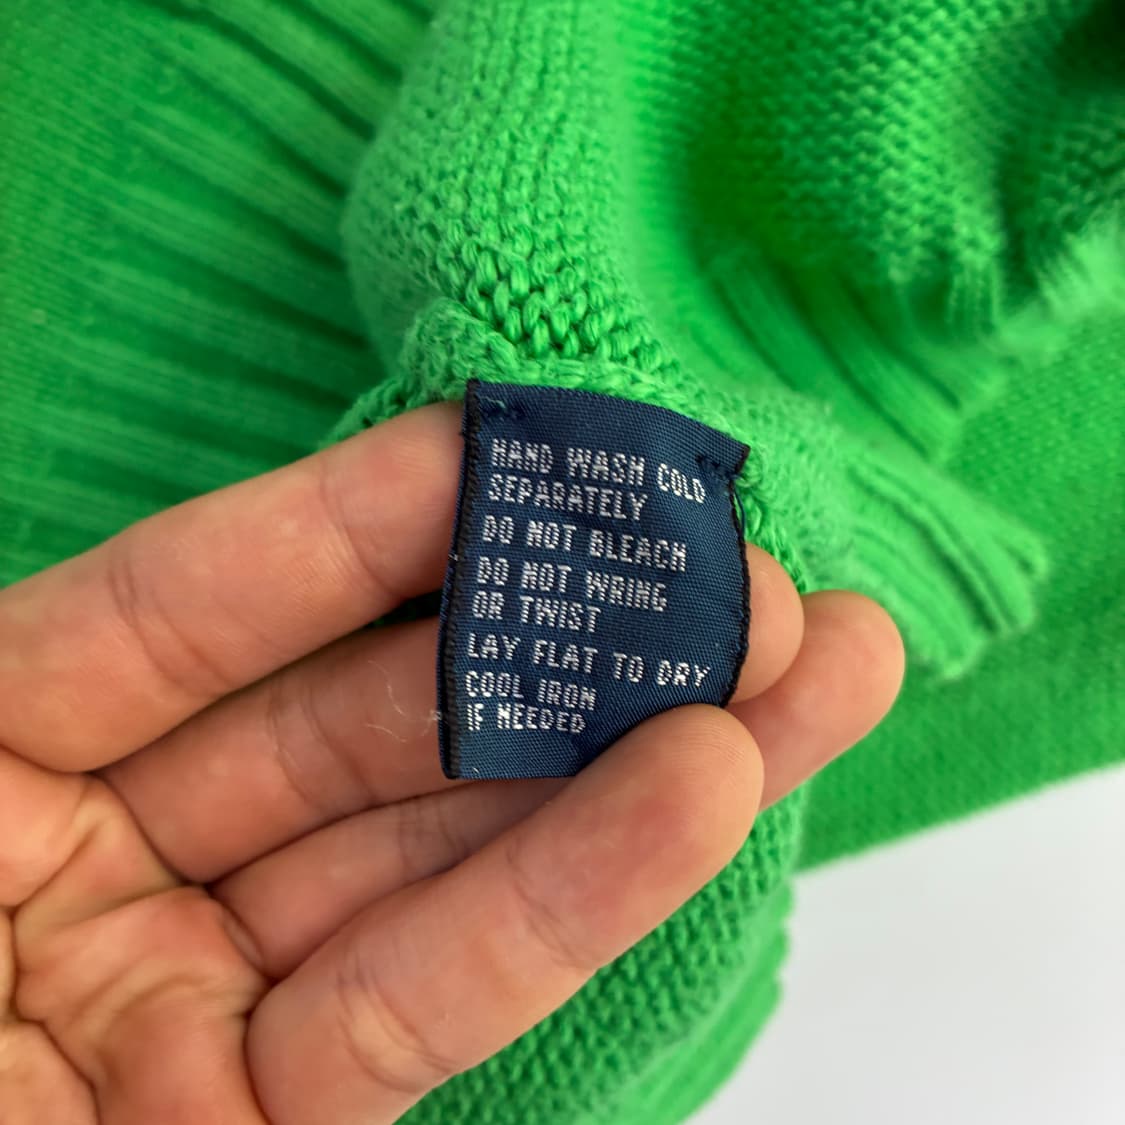 HAND WASH COLD
SEPARATELY
DO NOT BLEACH
DO NOT WRING
OR TWIST
LAY FLAT TO DRY
COOL IRON
IF NEEDED